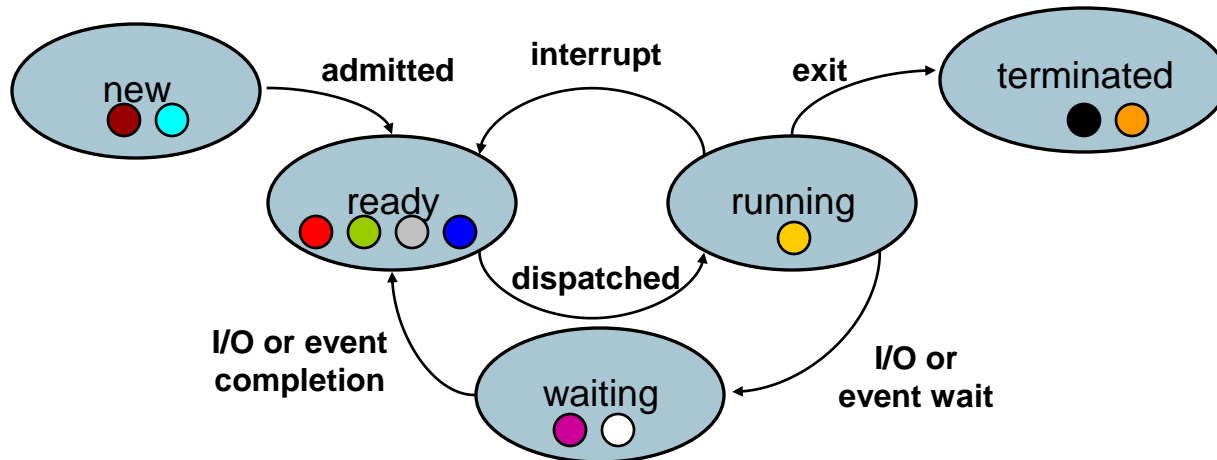 new
admitted
interrupt
exit
terminated
ready
running
dispatched
I/O or event
completion
waiting
I/O or
event wait